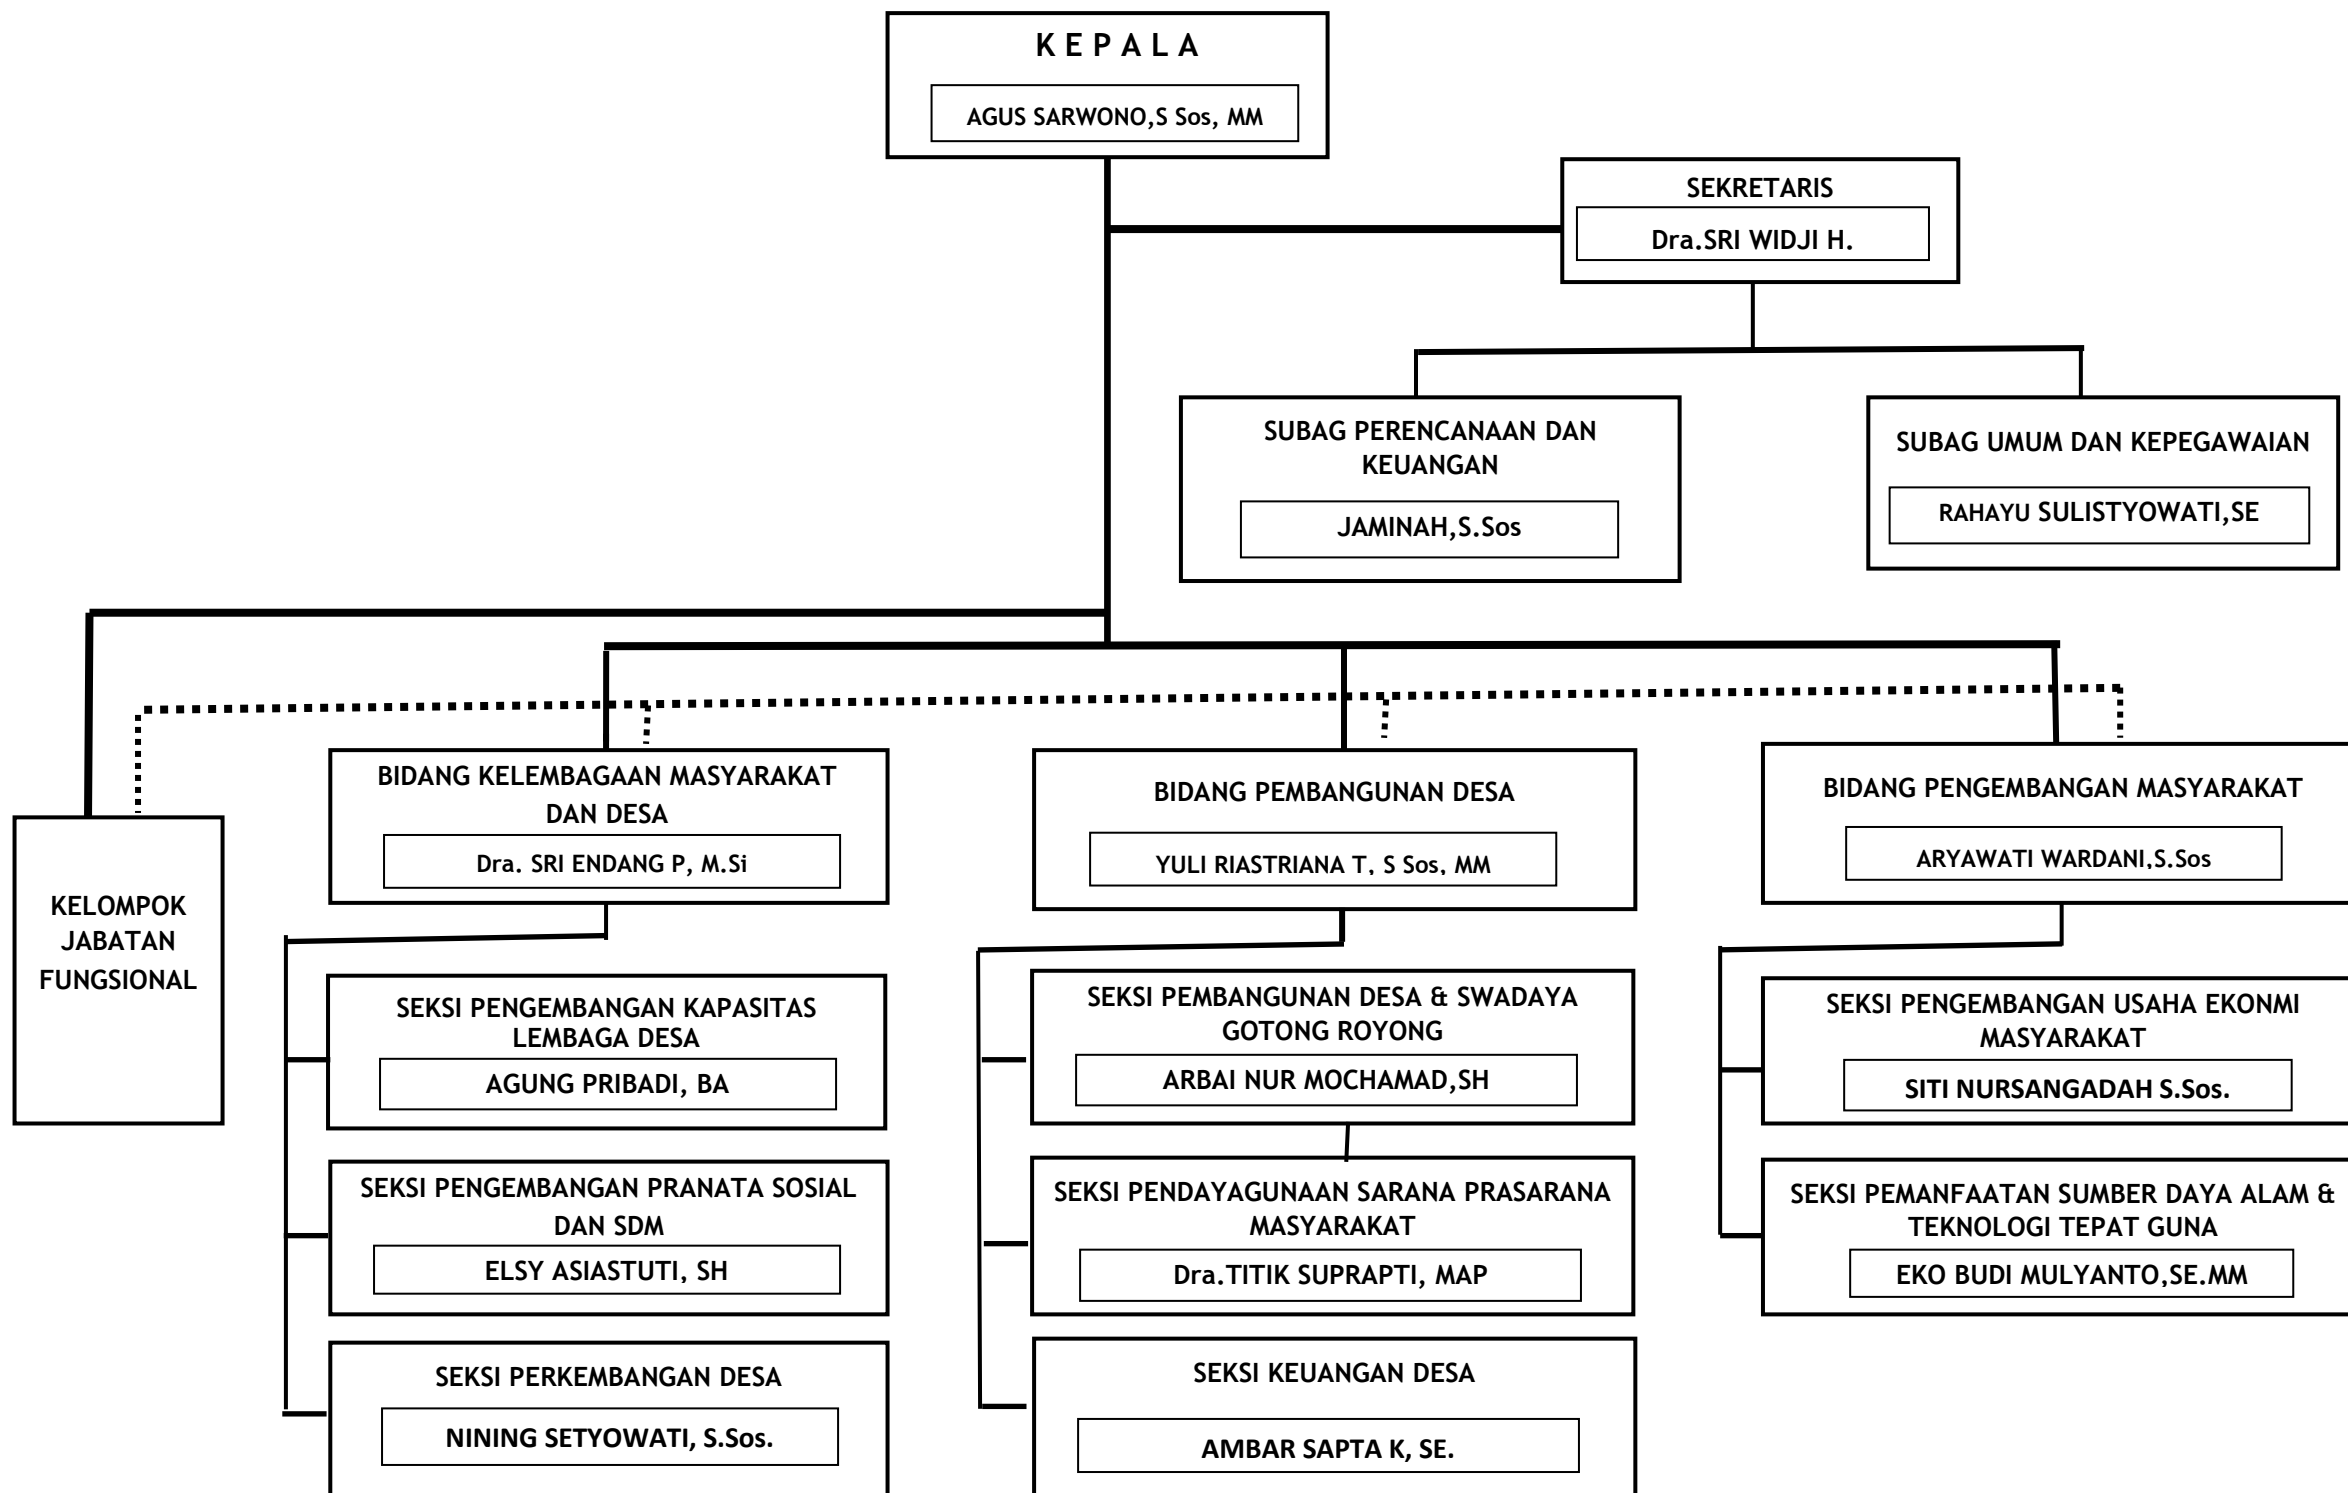 K E P A L A
AGUS SARWONO,S Sos, MM
SEKRETARIS
Dra.SRI WIDJI H.
SUBAG PERENCANAAN DAN
KEUANGAN
JAMINAH,S.Sos
SUBAG UMUM DAN KEPEGAWAIAN
RAHAYU SULISTYOWATI,SE
KELOMPOK
JABATAN
FUNGSIONAL
BIDANG KELEMBAGAAN MASYARAKAT
DAN DESA
Dra. SRI ENDANG P, M.Si
SEKSI PENGEMBANGAN KAPASITAS
LEMBAGA DESA
AGUNG PRIBADI, BA
SEKSI PENGEMBANGAN PRANATA SOSIAL
DAN SDM
ELSY ASIASTUTI, SH
SEKSI PERKEMBANGAN DESA
NINING SETYOWATI, S.Sos.
BIDANG PEMBANGUNAN DESA
YULI RIASTRIANA T, S Sos, MM
SEKSI PEMBANGUNAN DESA & SWADAYA
GOTONG ROYONG
ARBAI NUR MOCHAMAD,SH
SEKSI PENDAYAGUNAAN SARANA PRASARANA
MASYARAKAT
Dra.TITIK SUPRAPTI, MAP
SEKSI KEUANGAN DESA
AMBAR SAPTA K, SE.
BIDANG PENGEMBANGAN MASYARAKAT
ARYAWATI WARDANI,S.Sos
SEKSI PENGEMBANGAN USAHA EKONMI
MASYARAKAT
SITI NURSANGADAH S.Sos.
SEKSI PEMANFAATAN SUMBER DAYA ALAM &
TEKNOLOGI TEPAT GUNA
EKO BUDI MULYANTO,SE.MM